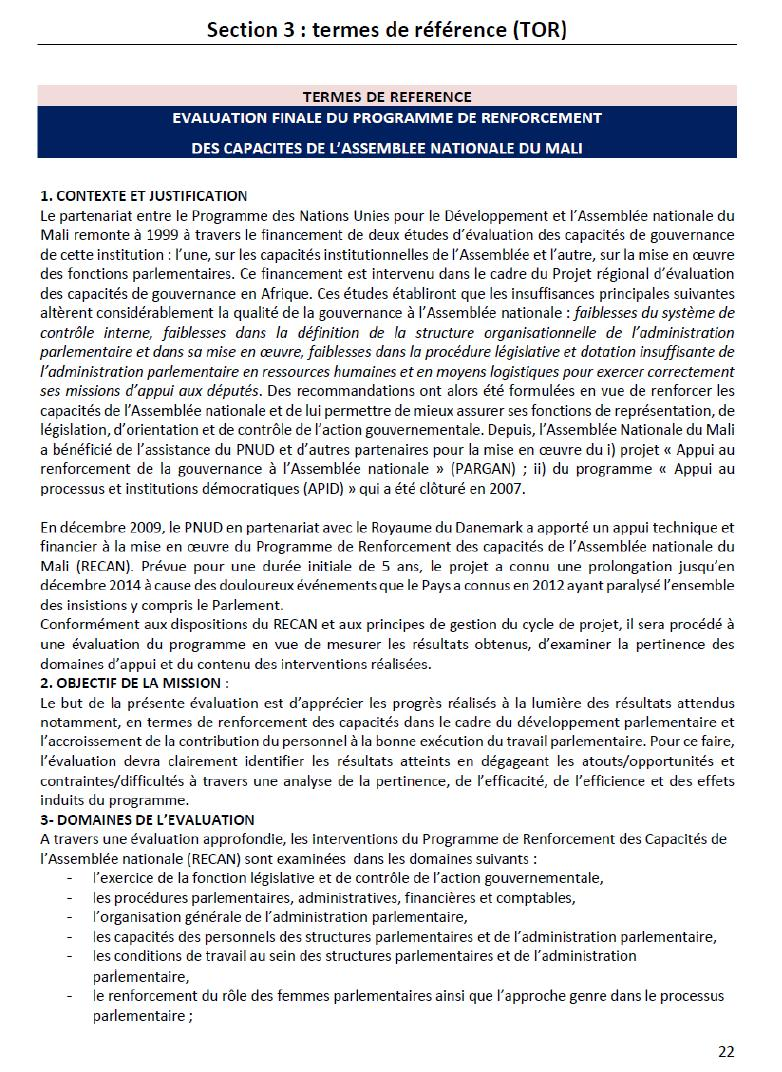 Section 3 : termes de référence (TOR)
TERMES DE REFERENCE
EVALUATION FINALE DU PROGRAMME DE RENFORCEMENT
DES CAPACITES DE L'ASSEMBLEE NATIONALE DU MALI
1. CONTEXTE ET JUSTIFICATION
Le partenariat entre le Programme des Nations Unies pour le Développement et l'Assemblée nationale du
Mali remonte à 1999 à travers le financement de deux études d'évaluation des capacités de gouvernance
de cette institution : l'une, sur les capacités institutionnelles de l'Assemblée et l'autre, sur la mise en œuvre
des fonctions parlementaires. Ce financement est intervenu dans le cadre du Projet régional d'évaluation
des capacités de gouvernance en Afrique. Ces études établiront que les insuffisances principales suivantes
altèrent considérablement la qualité de la gouvernance à l'Assemblée nationale : faiblesses du système de
contrôle interne, faiblesses dans la définition de la structure organisationnelle de l'administration
parlementaire et dans sa mise en œuvre, faiblesses dans la procédure législative et dotation insuffisante de
l'administration parlementaire en ressources humaines et en moyens logistiques pour exercer correctement
ses missions d'appui aux députés. Des recommandations ont alors été formulées en vue de renforcer les
capacités de l'Assemblée nationale et de lui permettre de mieux assurer ses fonctions de représentation, de
législation, d'orientation et de contrôle de l'action gouvernementale. Depuis, l'Assemblée Nationale du Mali
a bénéficié de l'assistance du PNUD et d'autres partenaires pour la mise en œuvre du i) projet « Appui au
renforcement de la gouvernance à l'Assemblée nationale » (PARGAN) ; ii) du programme « Appui au
processus et institutions démocratiques (APID) » qui a été clôturé en 2007.
En décembre 2009, le PNUD en partenariat avec le Royaume du Danemark a apporté un appui technique et
financier à la mise en œuvre du Programme de Renforcement des capacités de l'Assemblée nationale du
Mali (RECAN). Prévue pour une durée initiale de 5 ans, le projet a connu une prolongation jusqu'en
décembre 2014 à cause des douloureux événements que le Pays a connus en 2012 ayant paralysé l'ensemble
des insistions y compris le Parlement.
Conformément aux dispositions du RECAN et aux principes de gestion du cycle de projet, il sera procédé à
une évaluation du programme en vue de mesurer les résultats obtenus, d'examiner la pertinence des
domaines d'appui et du contenu des interventions réalisées.
2. OBJECTIF DE LA MISSION :
Le but de la présente évaluation est d'apprécier les progrès réalisés à la lumière des résultats attendus
notamment, en termes de renforcement des capacités dans le cadre du développement parlementaire et
l'accroissement de la contribution du personnel à la bonne exécution du travail parlementaire. Pour ce faire,
l'évaluation devra clairement identifier les résultats atteints en dégageant les atouts/opportunités et
contraintes/difficultés à travers une analyse de la pertinence, de l'efficacité, de l'efficience et des effets
induits du programme.
3- DOMAINES DE L'EVALUATION
A travers une évaluation approfondie, les interventions du Programme de Renforcement des Capacités de
l'Assemblée nationale (RECAN) sont examinées dans les domaines suivants :
- l'exercice de la fonction législative et de contrôle de l'action gouvernementale,
- les procédures parlementaires, administratives, financières et comptables,
- l'organisation générale de l'administration parlementaire,
- les capacités des personnels des structures parlementaires et de l'administration parlementaire,
- les conditions de travail au sein des structures parlementaires et de l'administration
parlementaire,
- le renforcement du rôle des femmes parlementaires ainsi que l'approche genre dans le processus
parlementaire ;
22